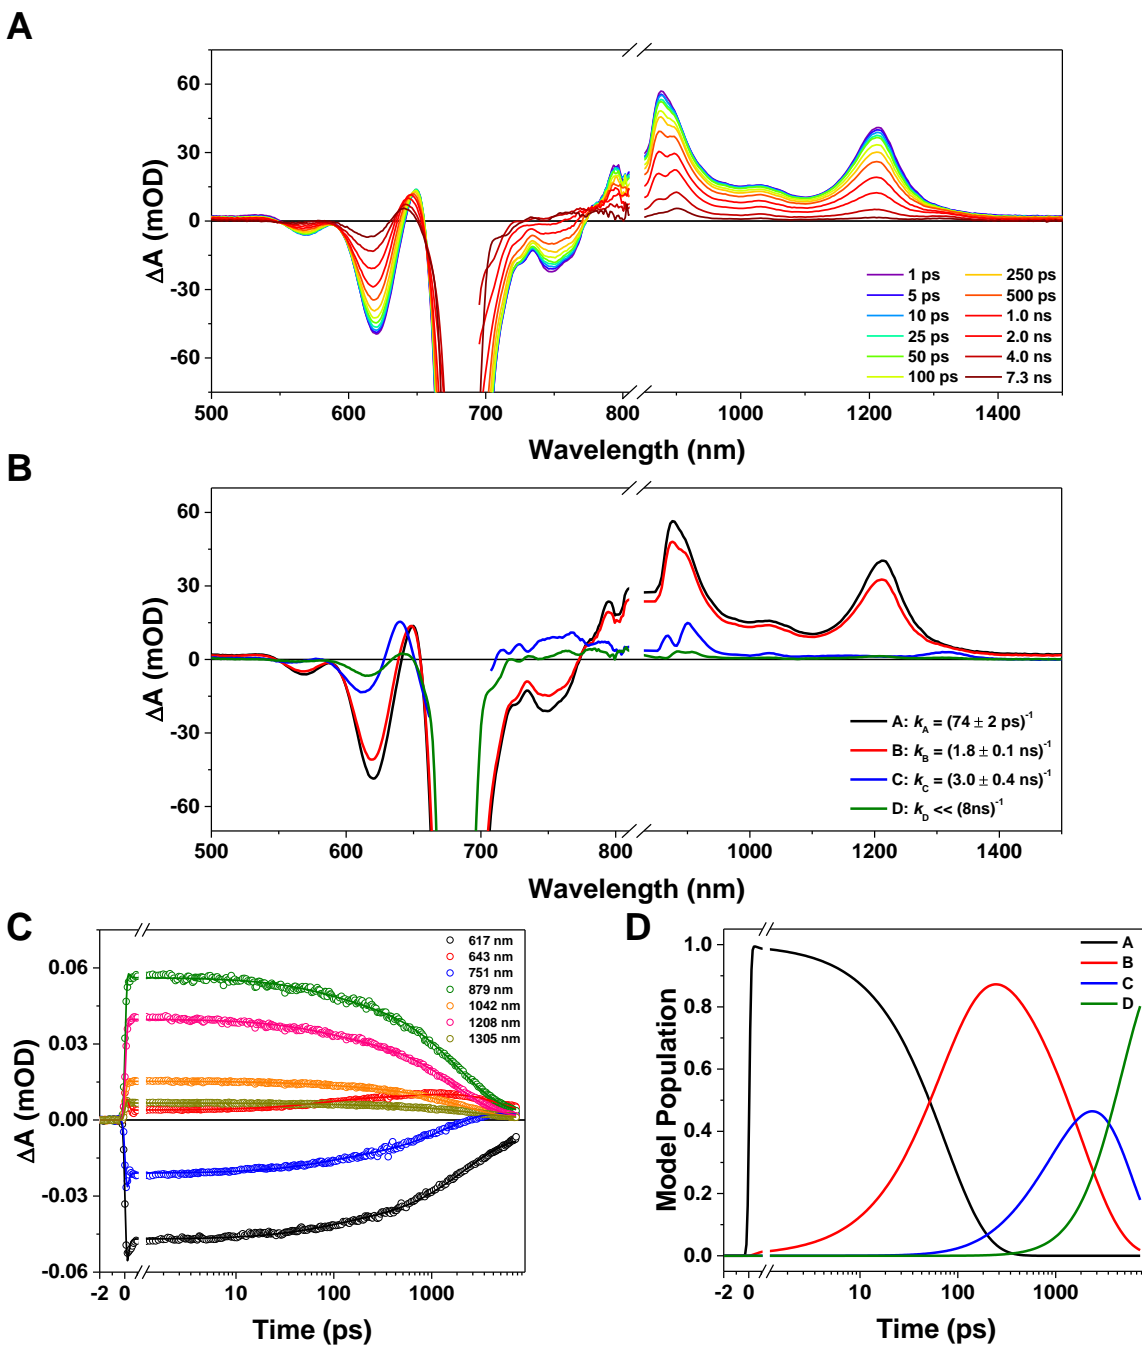 A
60
30
0
-30
-60
ΔA (mOD)
1 ps
5 ps
10 ps
25 ps
50 ps
100 ps
250 ps
500 ps
1.0 ns
2.0 ns
4.0 ns
7.3 ns
500 600 700 800 1000 1200 1400
Wavelength (nm)
B
60
30
0
-30
-60
ΔA (mOD)
A: k_A = (74 ± 2 ps)⁻¹
B: k_B = (1.8 ± 0.1 ns)⁻¹
C: k_C = (3.0 ± 0.4 ns)⁻¹
D: k_D << (8ns)⁻¹
500 600 700 800 1000 1200 1400
Wavelength (nm)
C
0.06
0.03
0.00
-0.03
-0.06
ΔA (mOD)
617 nm
643 nm
751 nm
879 nm
1042 nm
1208 nm
1305 nm
-2 0 10 1000
Time (ps)
D
1.0
0.8
0.6
0.4
0.2
0.0
Model Population
A
B
C
D
-2 0 10 100 1000
Time (ps)